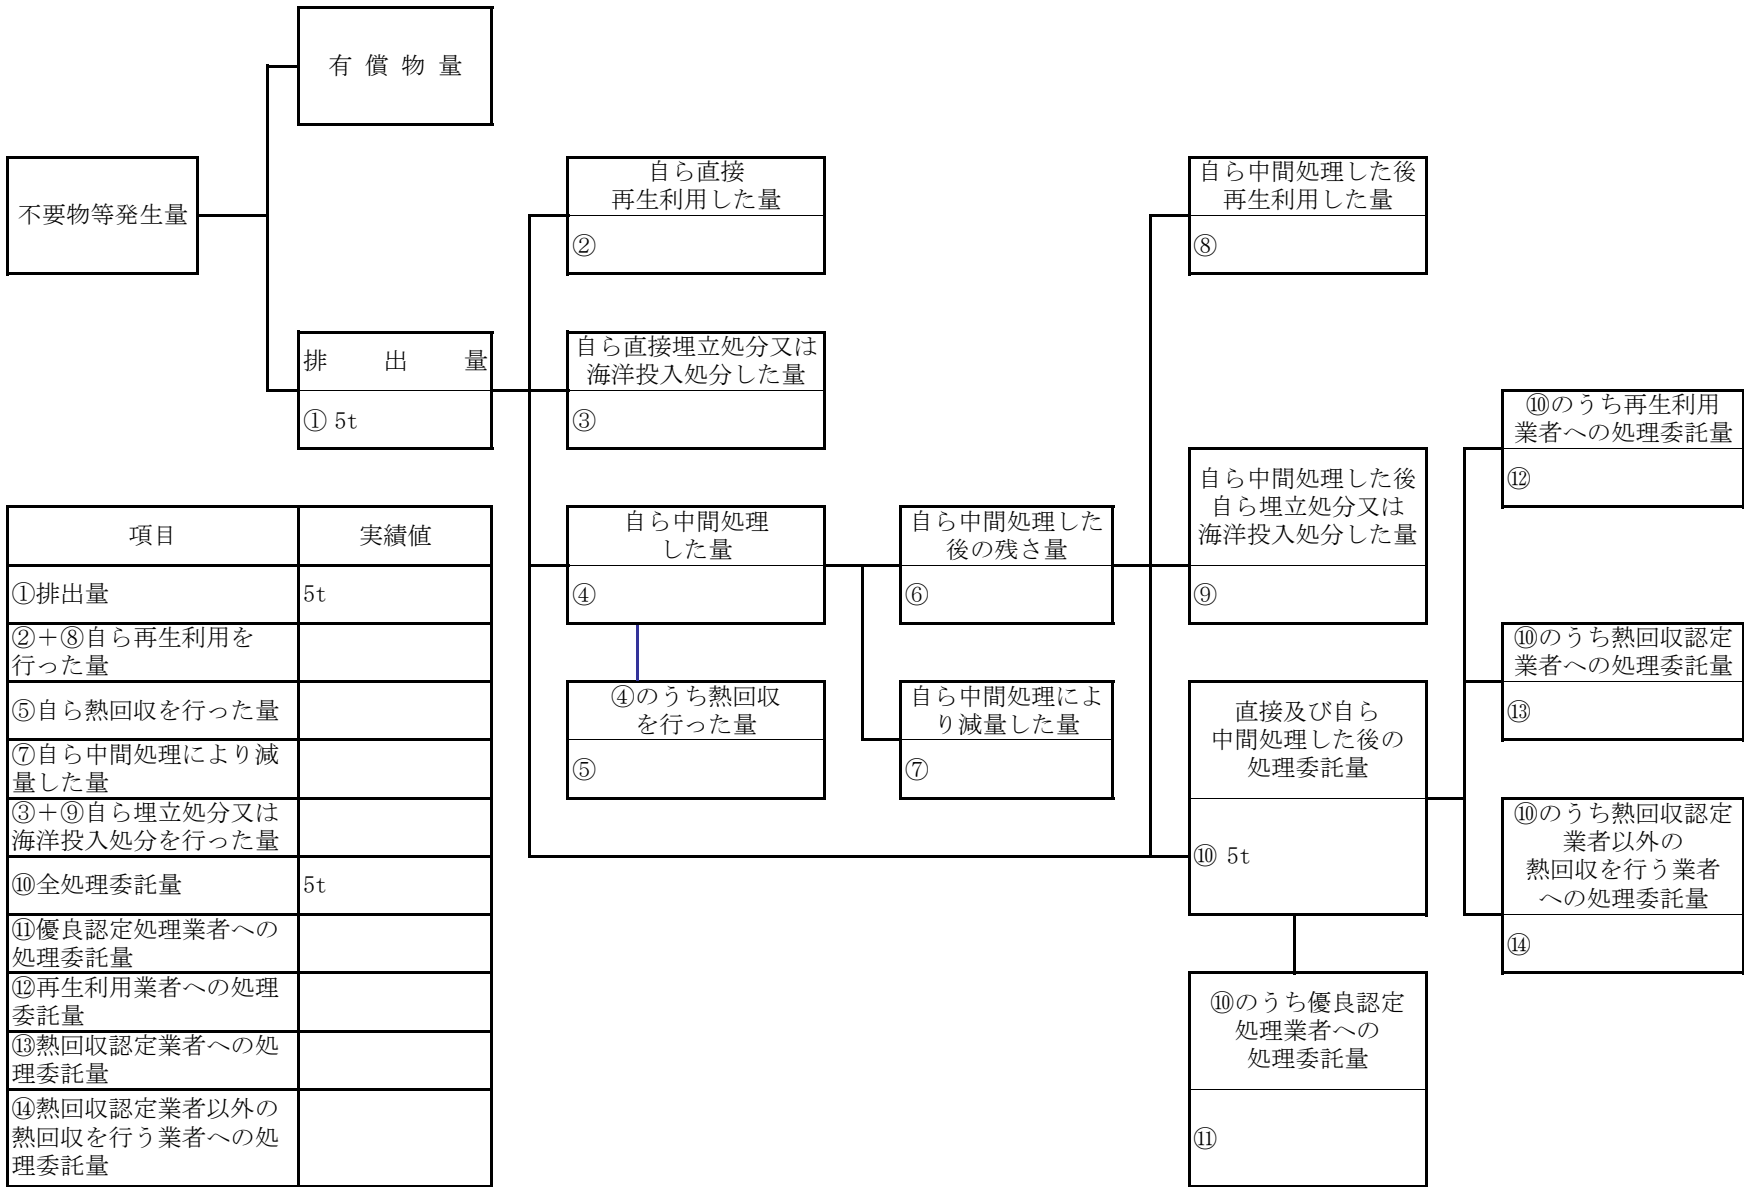 有 償 物 量
不要物等発生量
自ら直接
再生利用した量
②
自ら中間処理した後
再生利用した量
⑧
排 出 量
① 5t
自ら直接埋立処分又は
海洋投入処分した量
③
⑩のうち再生利用
業者への処理委託量
⑫
自ら中間処理した後
自ら埋立処分又は
海洋投入処分した量
⑨
自ら中間処理
した量
④
自ら中間処理した
後の残さ量
⑥
⑩のうち熱回収認定
業者への処理委託量
⑬
④のうち熱回収
を行った量
⑤
自ら中間処理によ
り減量した量
⑦
直接及び自ら
中間処理した後の
処理委託量
⑩ 5t
⑩のうち熱回収認定
業者以外の
熱回収を行う業者
への処理委託量
⑭
⑩のうち優良認定
処理業者への
処理委託量
⑪
項目 実績値
①排出量 5t
②＋⑧自ら再生利用を
行った量
⑤自ら熱回収を行った量
⑦自ら中間処理により減
量した量
③＋⑨自ら埋立処分又は
海洋投入処分を行った量
⑩全処理委託量 5t
⑪優良認定処理業者への
処理委託量
⑫再生利用業者への処理
委託量
⑬熱回収認定業者への処
理委託量
⑭熱回収認定業者以外の
熱回収を行う業者への処
理委託量